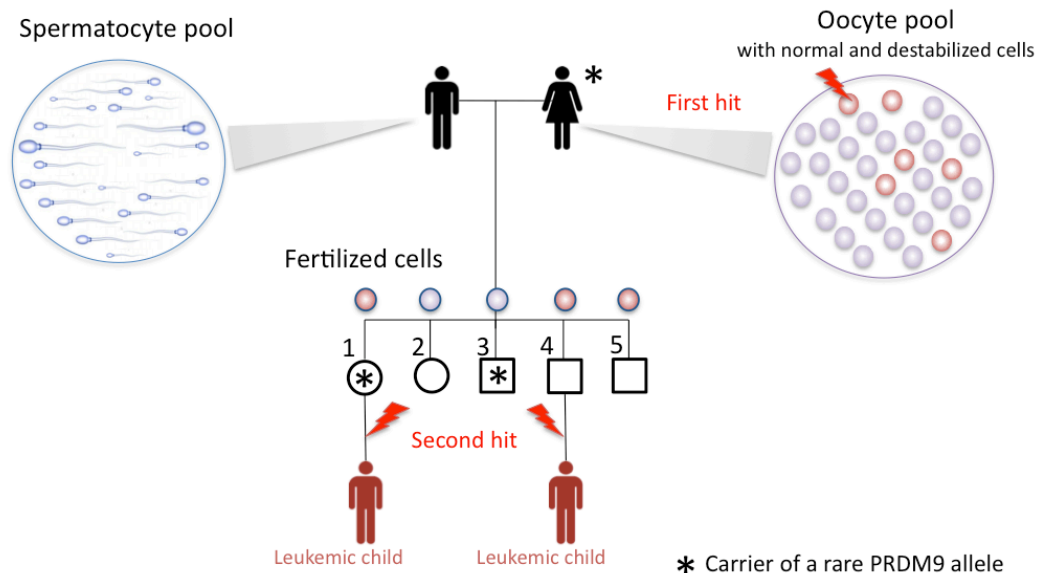 Spermatocyte pool
Oocyte pool
with normal and destabilized cells
*
First hit
Fertilized cells
1 2 3 4 5
* *
Second hit
Leukemic child Leukemic child
* Carrier of a rare PRDM9 allele